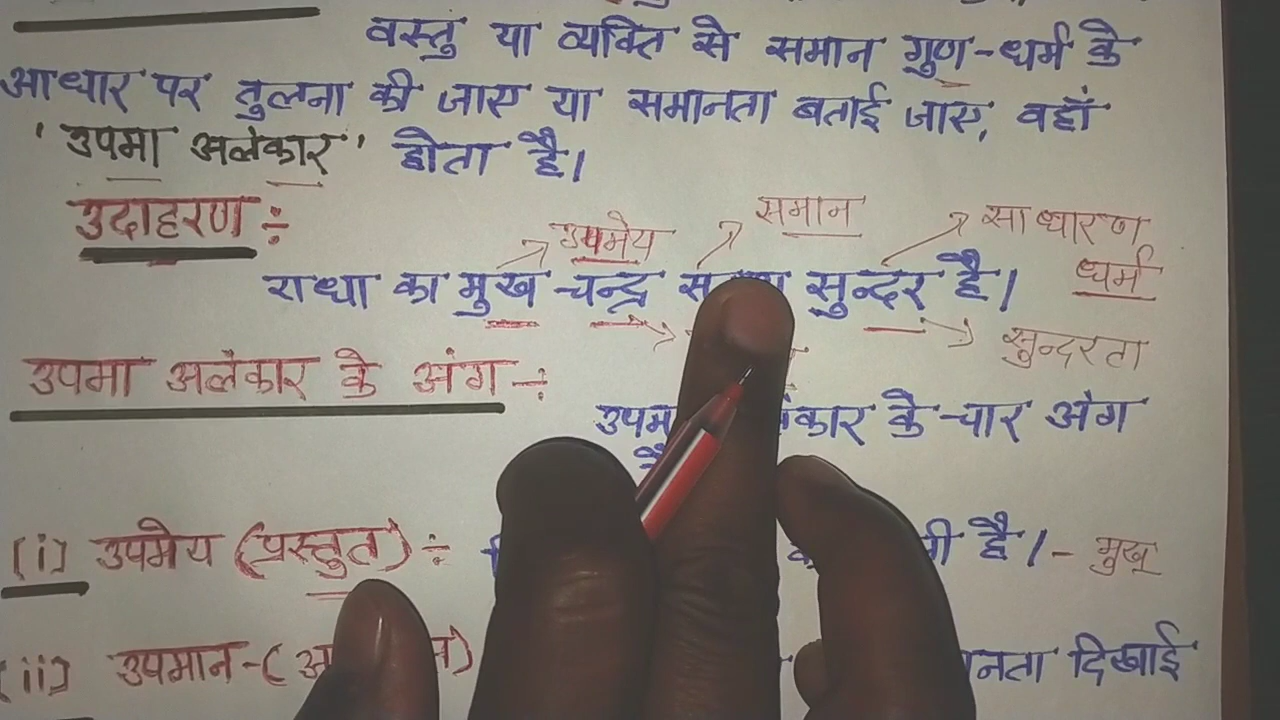 वस्तु या व्यक्ति से समान गुण-धर्म के
आधार पर तुलना की जाए या समानता बताई जाए, वहाँ
'उपमा अलंकार' होता है।
उदाहरण ÷
उपमेय समान साधारण
राधा का मुख चन्द्र सुन्दर है। धर्म
सुन्दरता
उपमा अलंकार के अंग ÷
अलंकार के चार अंग
(i) उपमेय (प्रस्तुत) ÷ है। - मुख
(ii) उपमान - दिखाई